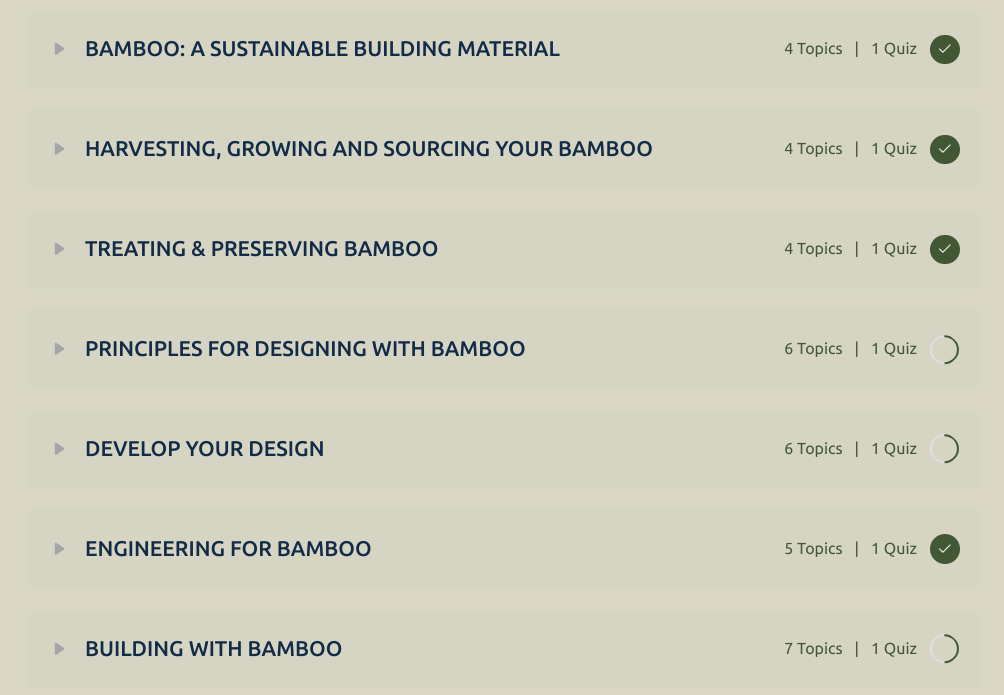 BAMBOO: A SUSTAINABLE BUILDING MATERIAL 4 Topics | 1 Quiz
HARVESTING, GROWING AND SOURCING YOUR BAMBOO 4 Topics | 1 Quiz
TREATING & PRESERVING BAMBOO 4 Topics | 1 Quiz
PRINCIPLES FOR DESIGNING WITH BAMBOO 6 Topics | 1 Quiz
DEVELOP YOUR DESIGN 6 Topics | 1 Quiz
ENGINEERING FOR BAMBOO 5 Topics | 1 Quiz
BUILDING WITH BAMBOO 7 Topics | 1 Quiz